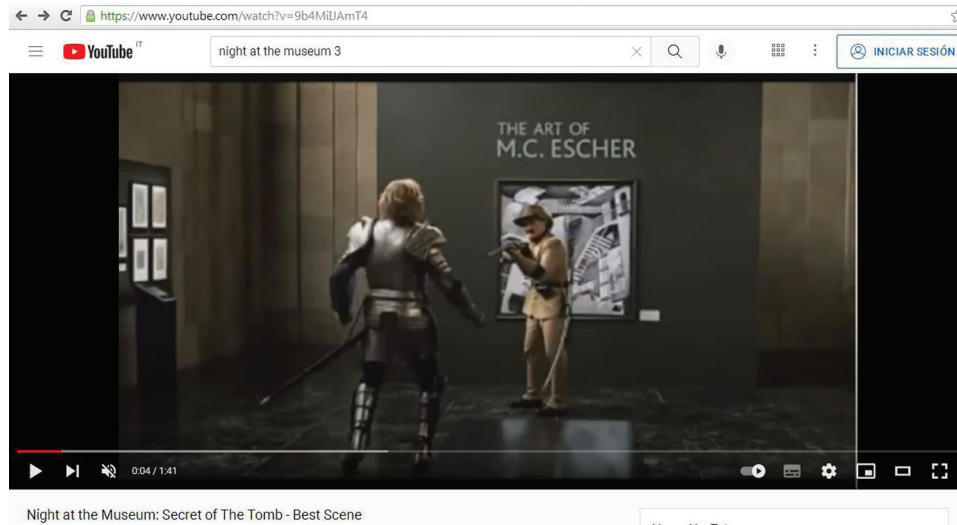 https://www.youtube.com/watch?v=9b4MiIJAmT4
YouTube IT
night at the museum 3
INICIAR SESIÓN
THE ART OF
M.C. ESCHER
0:04 / 1:41
Night at the Museum: Secret of The Tomb - Best Scene